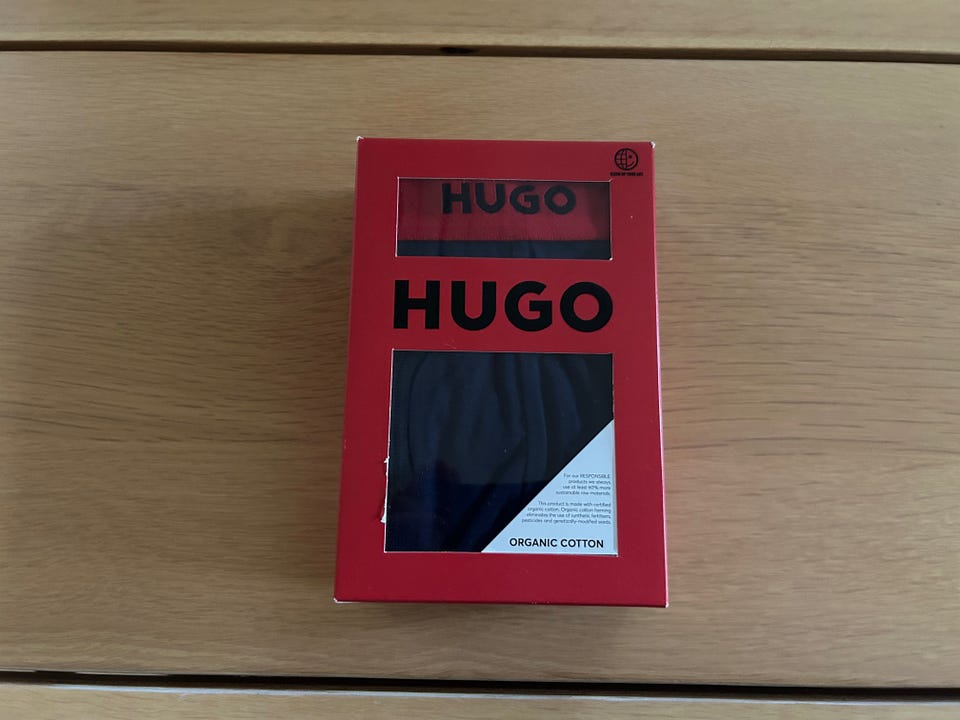 HUGO
HUGO
For our RESPONSIBLE
products we always
use at least 60% more
sustainable raw materials.
This product is made with certified
organic cotton. Organic cotton farming
eliminates the use of synthetic fertilisers,
pesticides and genetically-modified seeds.
ORGANIC COTTON